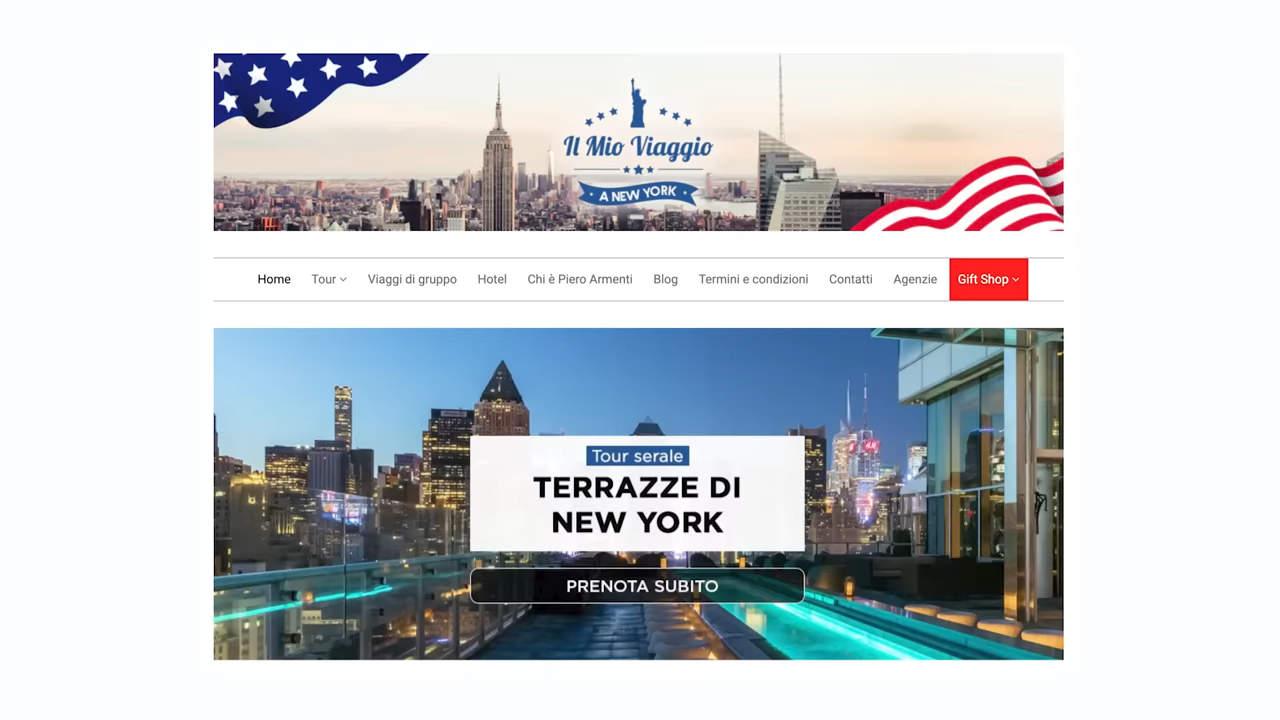 Il Mio Viaggio
A NEW YORK
Home Tour Viaggi di gruppo Hotel Chi è Piero Armenti Blog Termini e condizioni Contatti Agenzie Gift Shop
Tour serale
TERRAZZE DI
NEW YORK
H&M
PRENOTA SUBITO